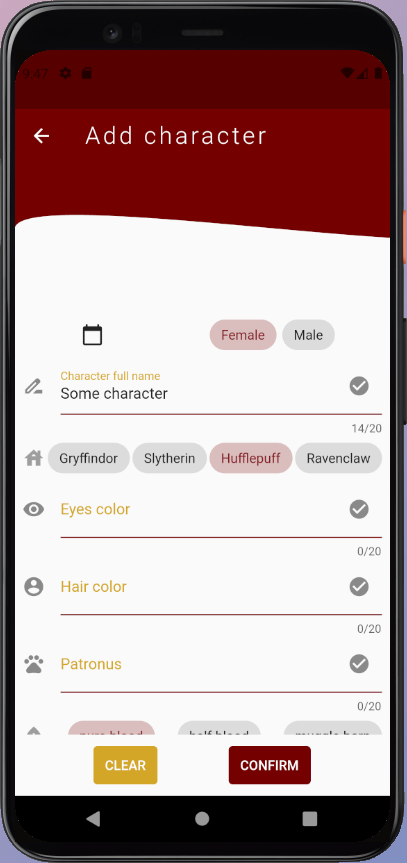 9:47
Add character
Female Male
Character full name
Some character
14/20
Gryffindor Slytherin Hufflepuff Ravenclaw
Eyes color
0/20
Hair color
0/20
Patronus
0/20
pure blood half blood muggle born
CLEAR CONFIRM